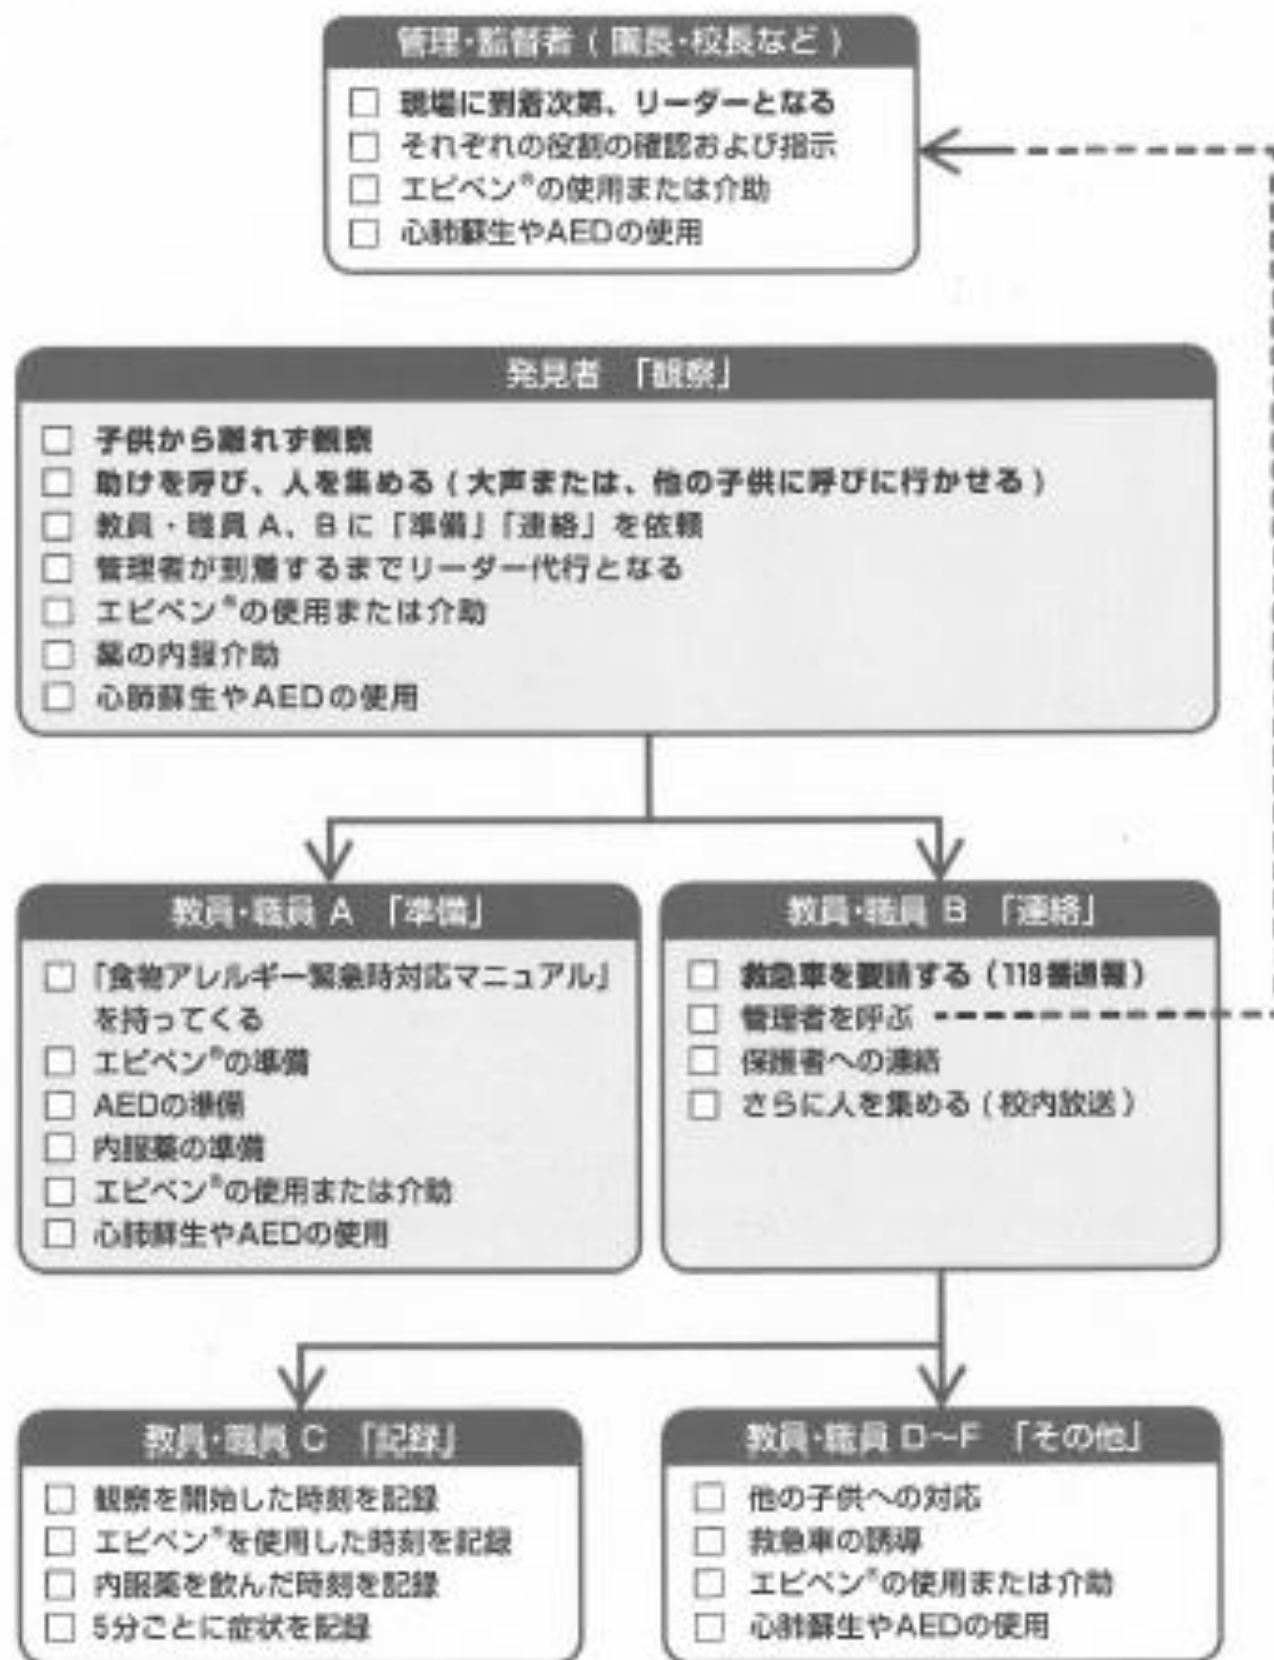 管理・監督者（園長・校長など）
□ 現場に到着次第、リーダーとなる
□ それぞれの役割の確認および指示
□ エピペン®の使用または介助
□ 心肺蘇生やAEDの使用
発見者 「観察」
□ 子供から離れず観察
□ 助けを呼び、人を集める（大声または、他の子供に呼びに行かせる）
□ 教員・職員 A、B に「準備」「連絡」を依頼
□ 管理者が到着するまでリーダー代行となる
□ エピペン®の使用または介助
□ 薬の内服介助
□ 心肺蘇生やAEDの使用
教員・職員 A 「準備」
□ 「食物アレルギー緊急時対応マニュアル」
を持ってくる
□ エピペン®の準備
□ AEDの準備
□ 内服薬の準備
□ エピペン®の使用または介助
□ 心肺蘇生やAEDの使用
教員・職員 B 「連絡」
□ 救急車を要請する（119番通報）
□ 管理者を呼ぶ
□ 保護者への連絡
□ さらに人を集める（校内放送）
教員・職員 C 「記録」
□ 観察を開始した時刻を記録
□ エピペン®を使用した時刻を記録
□ 内服薬を飲んだ時刻を記録
□ 5分ごとに症状を記録
教員・職員 D～F 「その他」
□ 他の子供への対応
□ 救急車の誘導
□ エピペン®の使用または介助
□ 心肺蘇生やAEDの使用